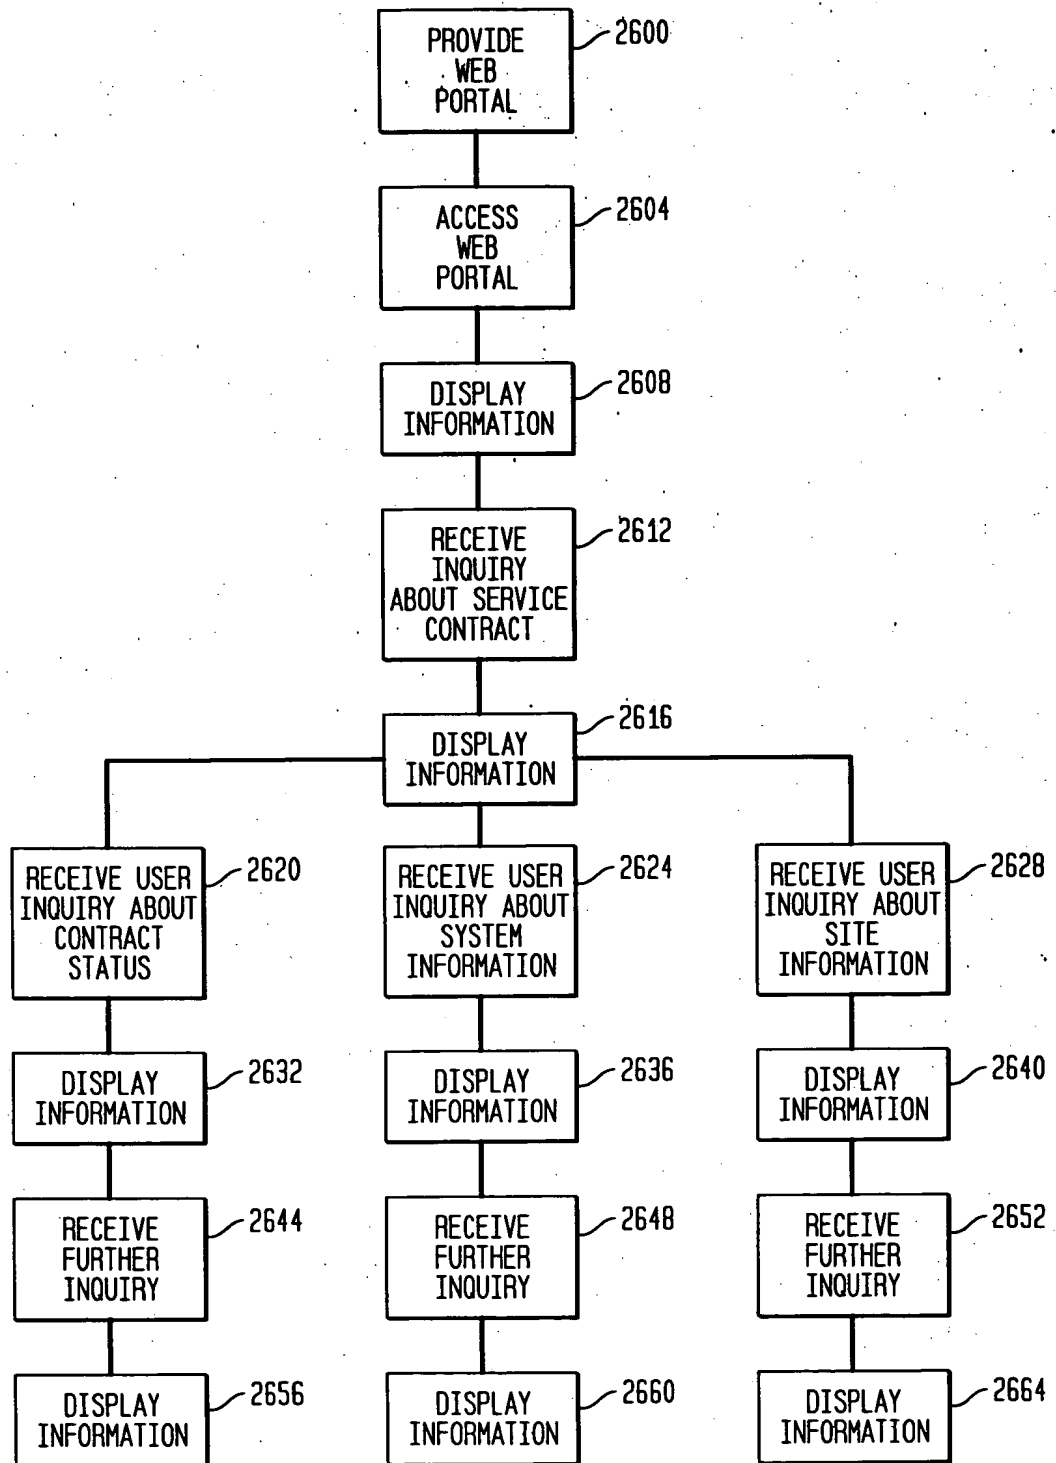 PROVIDE
WEB
PORTAL
2600
ACCESS
WEB
PORTAL
2604
DISPLAY
INFORMATION
2608
RECEIVE
INQUIRY
ABOUT SERVICE
CONTRACT
2612
DISPLAY
INFORMATION
2616
RECEIVE USER
INQUIRY ABOUT
CONTRACT
STATUS
2620
RECEIVE USER
INQUIRY ABOUT
SYSTEM
INFORMATION
2624
RECEIVE USER
INQUIRY ABOUT
SITE
INFORMATION
2628
DISPLAY
INFORMATION
2632
DISPLAY
INFORMATION
2636
DISPLAY
INFORMATION
2640
RECEIVE
FURTHER
INQUIRY
2644
RECEIVE
FURTHER
INQUIRY
2648
RECEIVE
FURTHER
INQUIRY
2652
DISPLAY
INFORMATION
2656
DISPLAY
INFORMATION
2660
DISPLAY
INFORMATION
2664